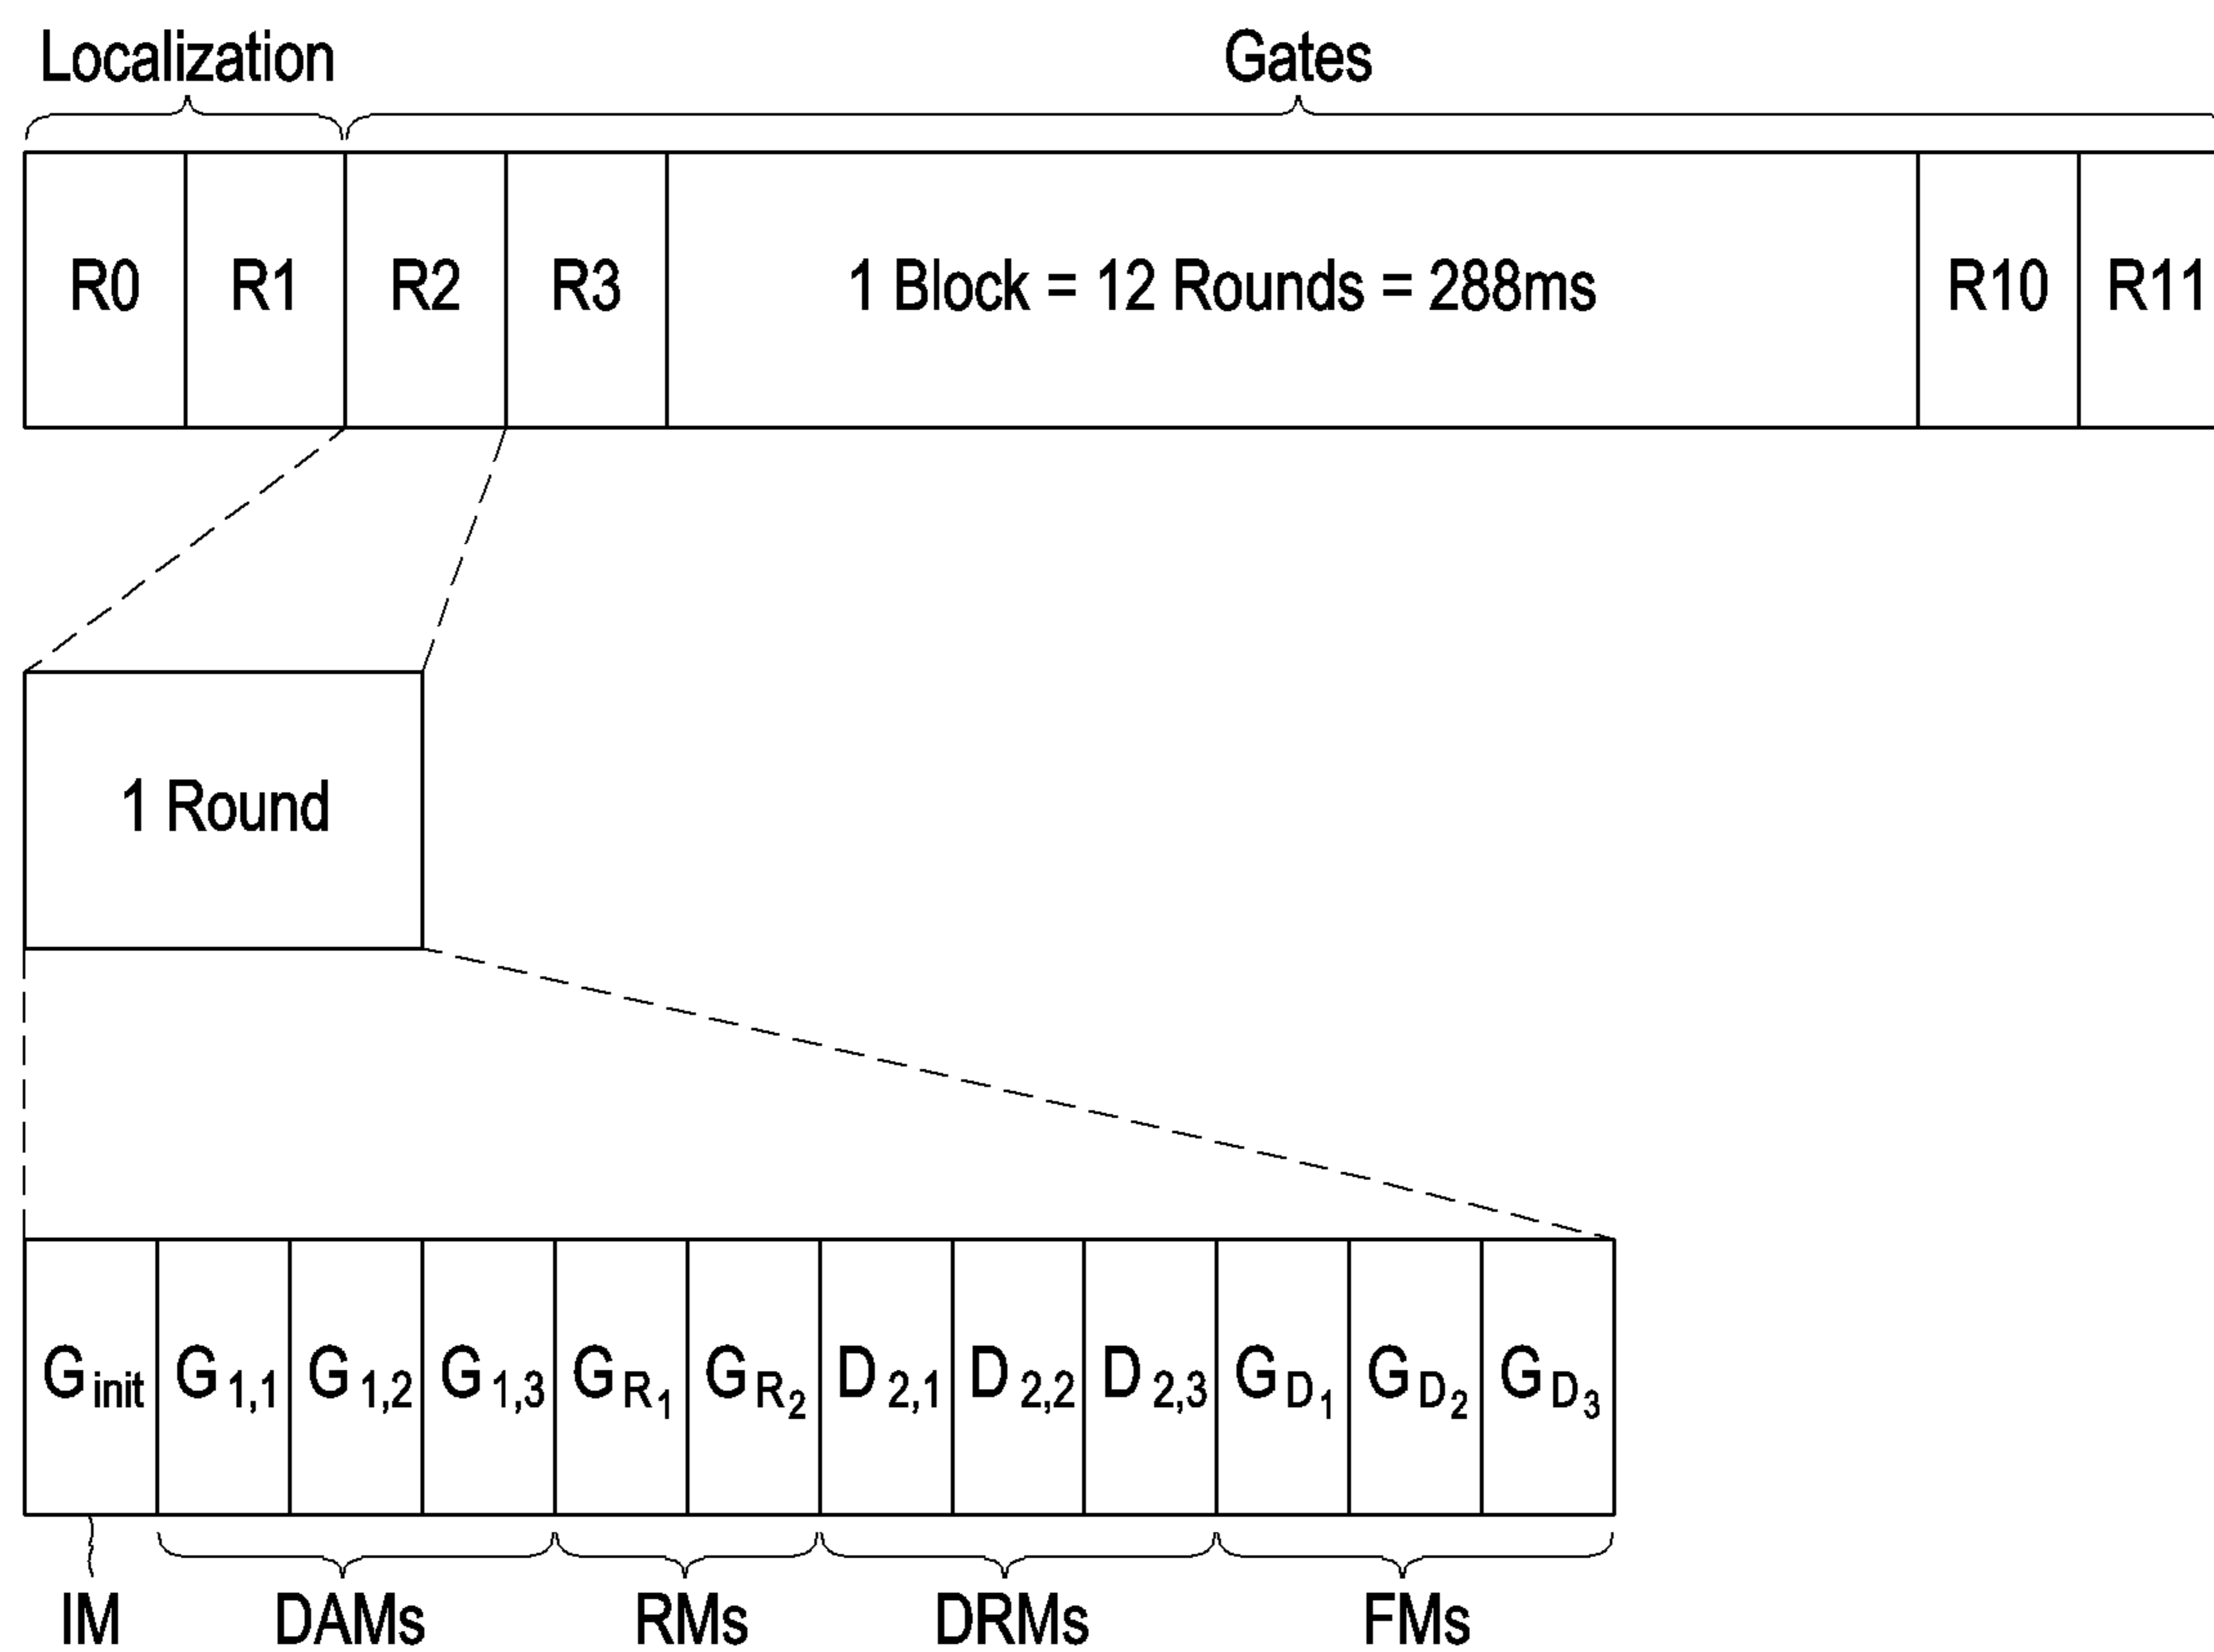 Localization Gates
R0 R1 R2 R3 1 Block = 12 Rounds = 288ms R10 R11
1 Round
G init G 1,1 G 1,2 G 1,3 G R1 G R2 D 2,1 D 2,2 D 2,3 G D1 G D2 G D3
IM DAMs RMs DRMs FMs